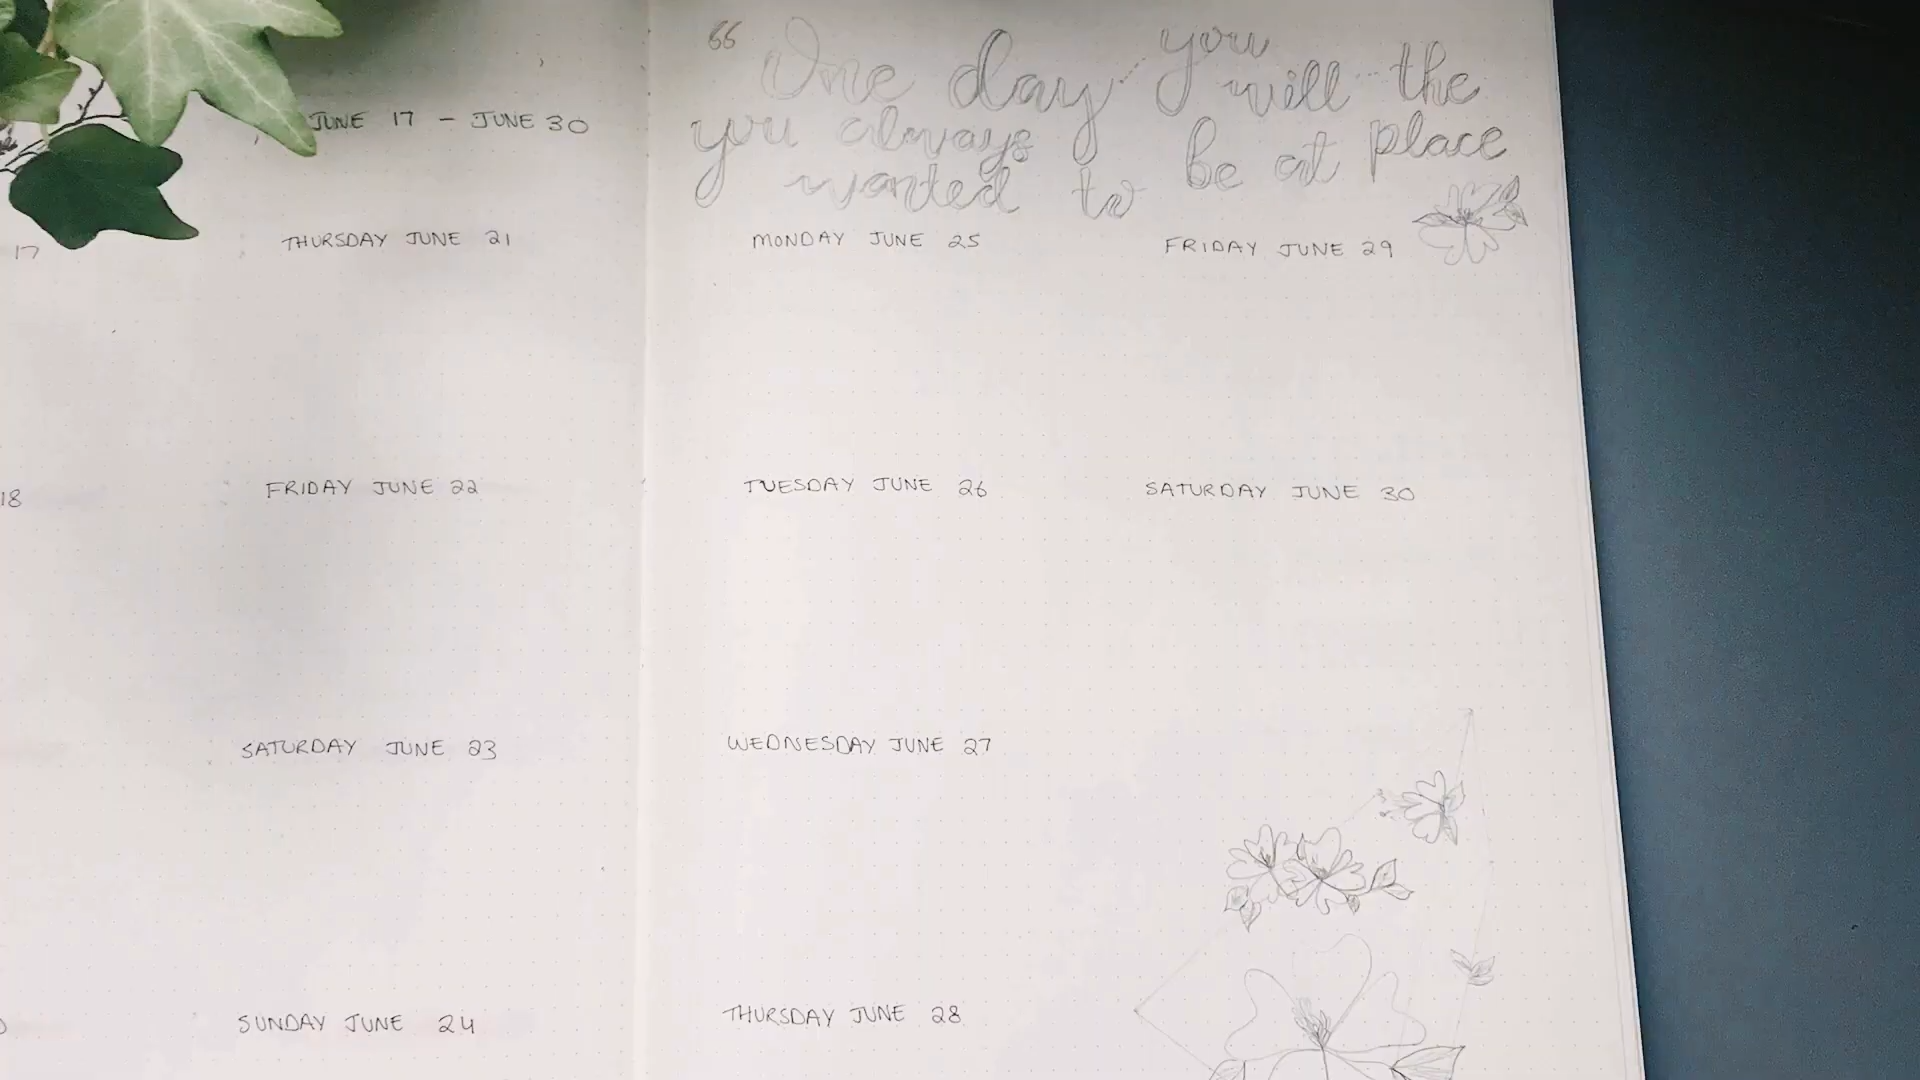 JUNE 17 - JUNE 30
17
THURSDAY JUNE 21
18
FRIDAY JUNE 22
SATURDAY JUNE 23
SUNDAY JUNE 24
“ One day you will the
you always be at place
wanted to
MONDAY JUNE 25
FRIDAY JUNE 29
TUESDAY JUNE 26
SATURDAY JUNE 30
WEDNESDAY JUNE 27
THURSDAY JUNE 28